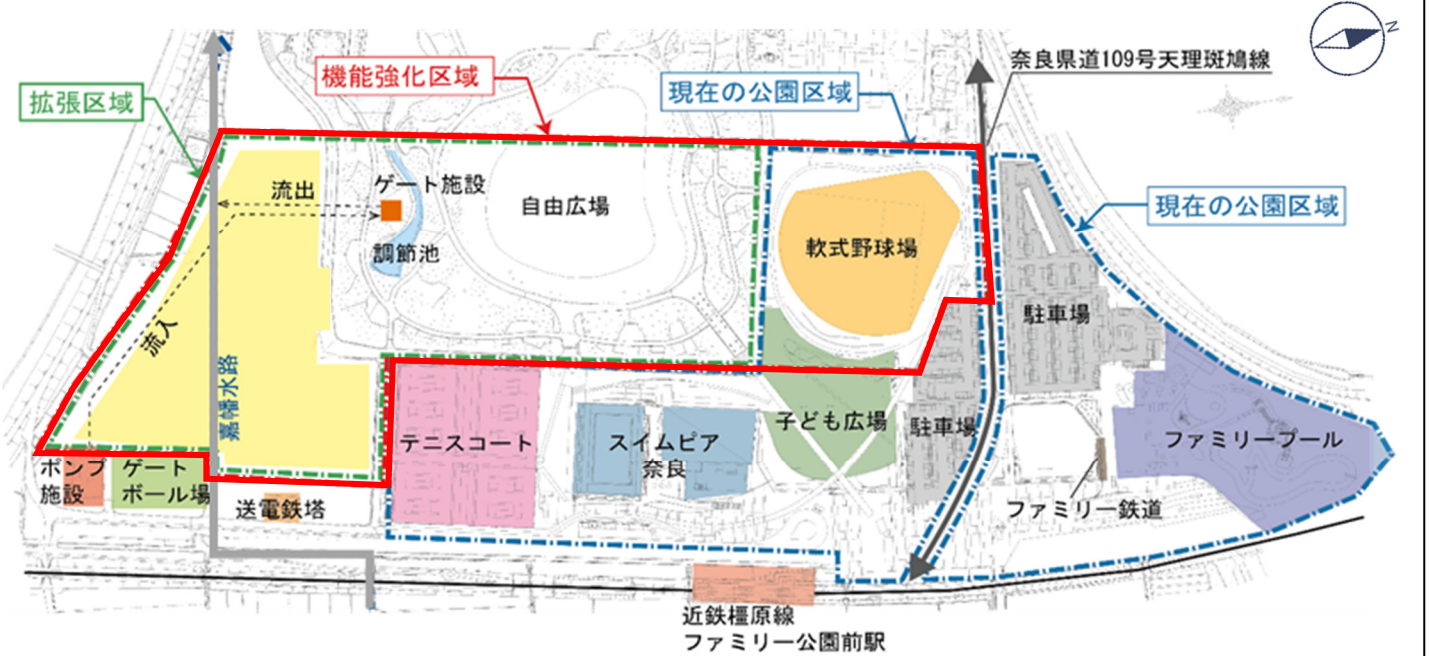 N
奈良県道109号天理斑鳩線
機能強化区域
現在の公園区域
拡張区域
流出
ゲート施設
自由広場
現在の公園区域
調節池
軟式野球場
駐車場
流入
嘉幡水路
テニスコート
スイムピア
奈良
子ども広場
駐車場
ファミリープール
ポンプ
施設
ゲート
ボール場
送電鉄塔
ファミリー鉄道
近鉄橿原線
ファミリー公園前駅